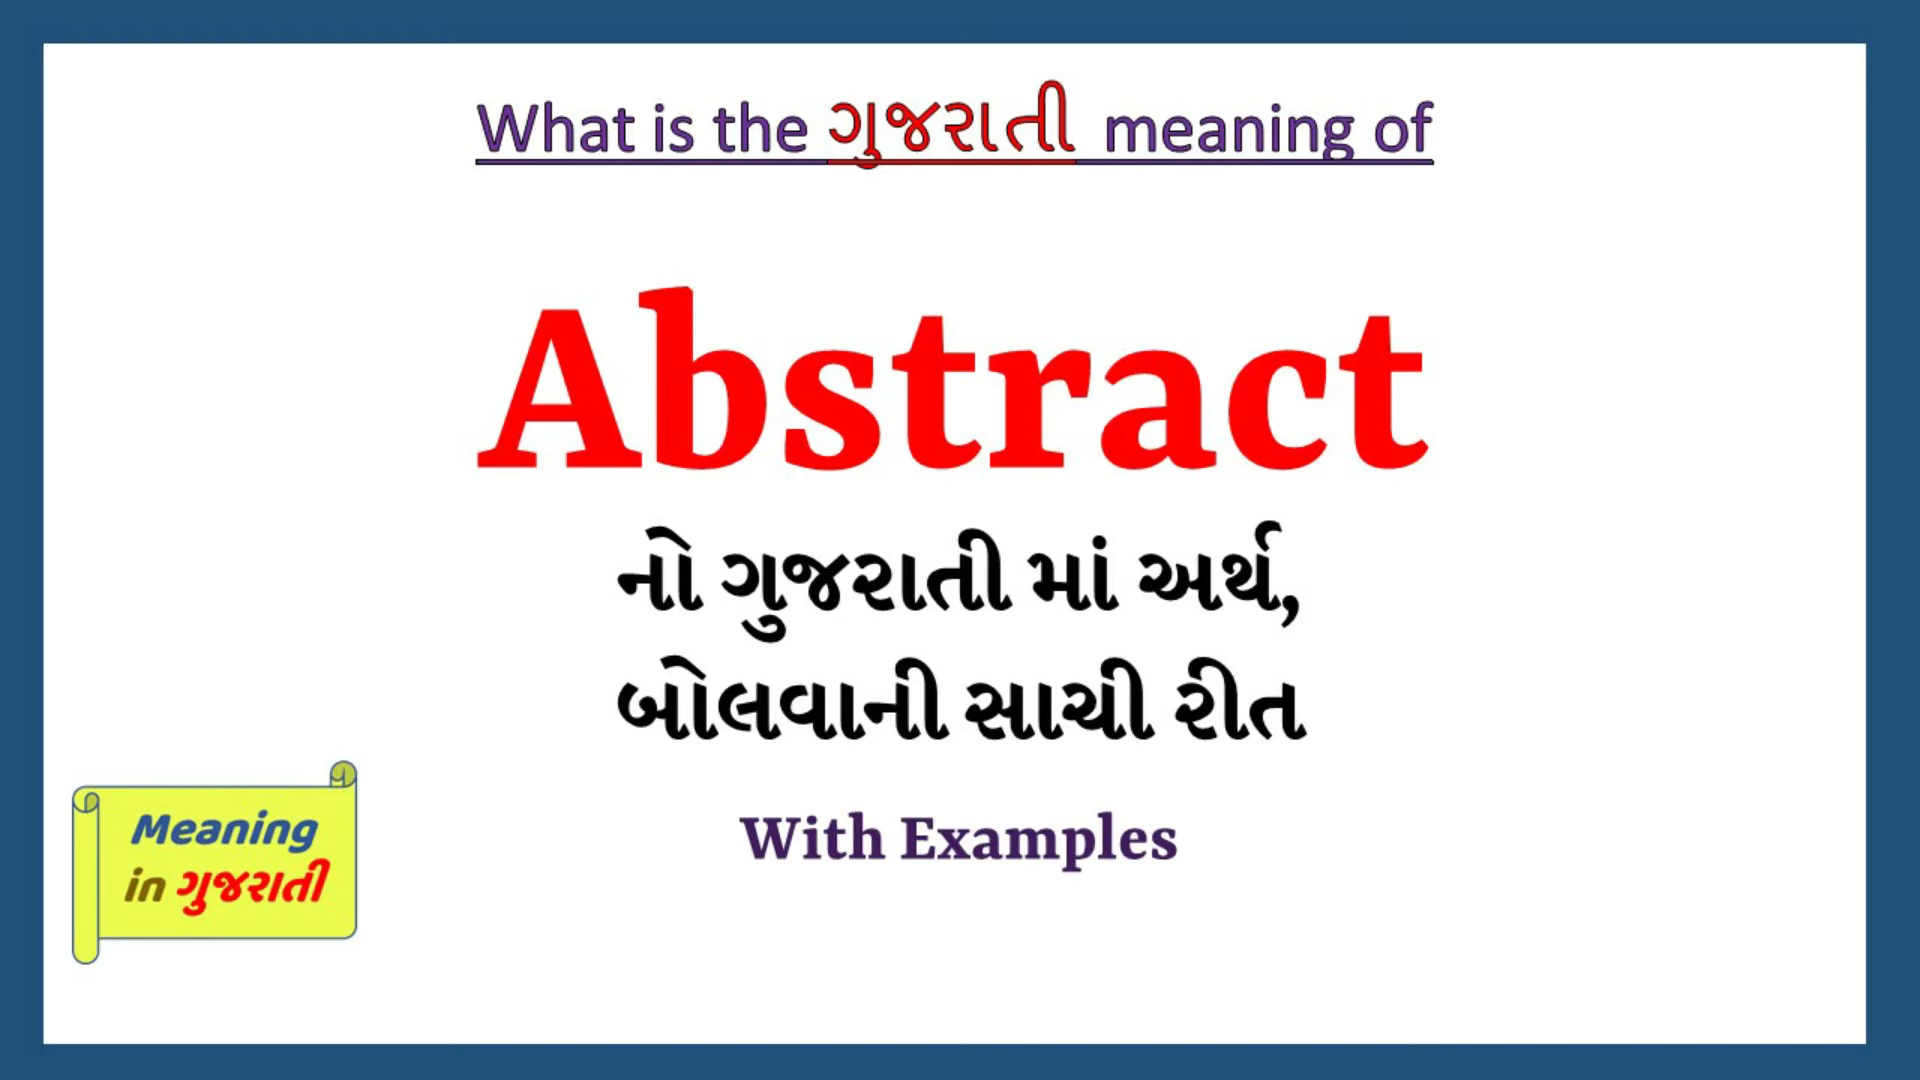 What is the ગુજરાતી meaning of
Abstract
નો ગુજરાતી માં અર્થ,
બોલવાની સાચી રીત
With Examples
Meaning
in ગુજરાતી